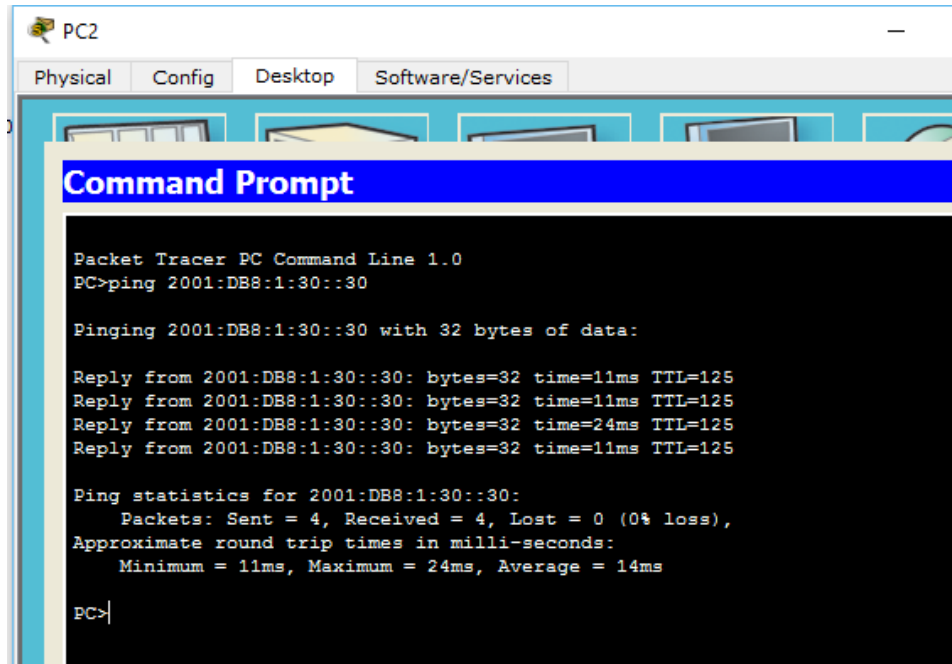 PC2
Physical Config Desktop Software/Services
Command Prompt
Packet Tracer PC Command Line 1.0
PC>ping 2001:DB8:1:30::30
Pinging 2001:DB8:1:30::30 with 32 bytes of data:
Reply from 2001:DB8:1:30::30: bytes=32 time=11ms TTL=125
Reply from 2001:DB8:1:30::30: bytes=32 time=11ms TTL=125
Reply from 2001:DB8:1:30::30: bytes=32 time=24ms TTL=125
Reply from 2001:DB8:1:30::30: bytes=32 time=11ms TTL=125
Ping statistics for 2001:DB8:1:30::30:
Packets: Sent = 4, Received = 4, Lost = 0 (0% loss),
Approximate round trip times in milli-seconds:
Minimum = 11ms, Maximum = 24ms, Average = 14ms
PC>